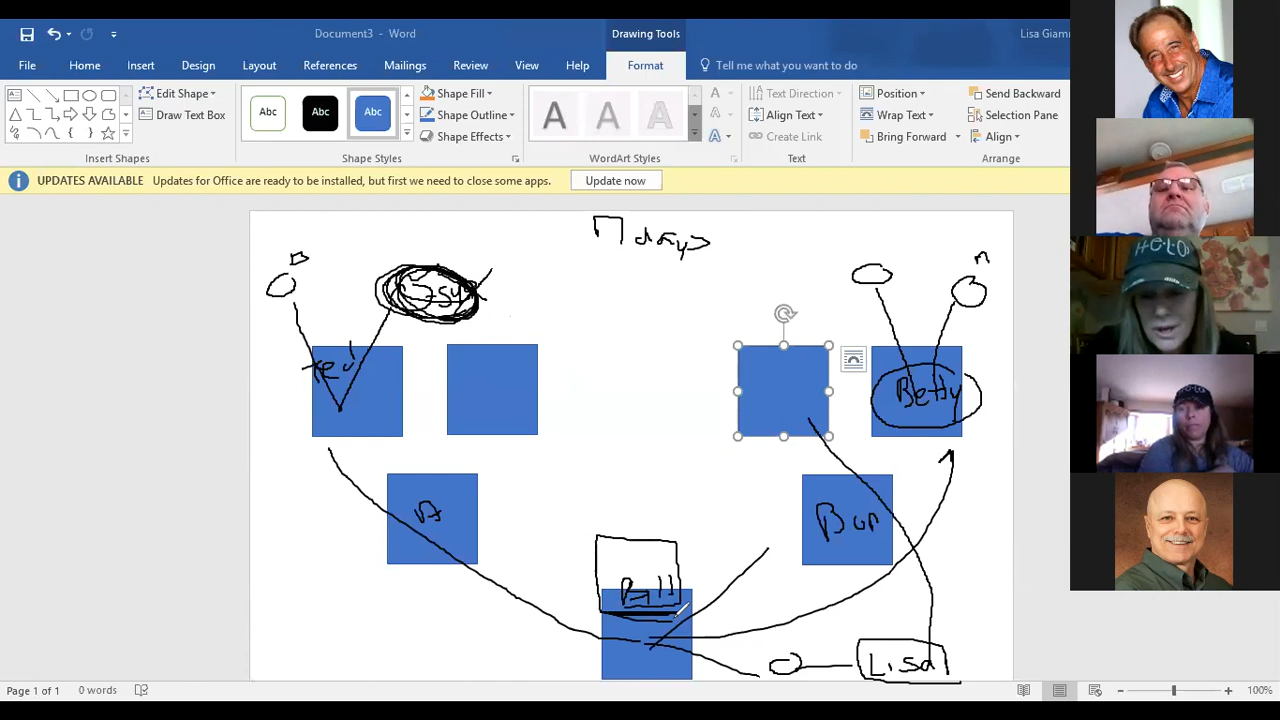 Document3 - Word
Drawing Tools
Lisa Giam
File
Home
Insert
Design
Layout
References
Mailings
Review
View
Help
Format
Tell me what you want to do
Edit Shape
Draw Text Box
Insert Shapes
Abc
Abc
Abc
Shape Fill
Shape Outline
Shape Effects
Shape Styles
A
A
A
WordArt Styles
Text Direction
Align Text
Create Link
Text
Position
Wrap Text
Bring Forward
Send Backward
Selection Pane
Align
Arrange
UPDATES AVAILABLE Updates for Office are ready to be installed, but first we need to close some apps.
Update now
days
B
Betty
Lisa
HELO
Page 1 of 1
0 words
100%